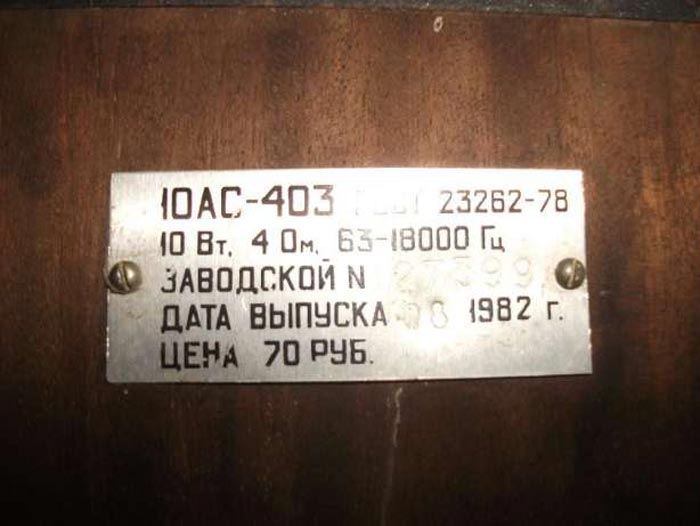 10АС-403 ГОСТ 23262-78
10 Вт, 4 Ом, 63-18000 Гц
ЗАВОДСКОЙ N
ДАТА ВЫПУСКА 08 1982 г.
ЦЕНА 70 РУБ.